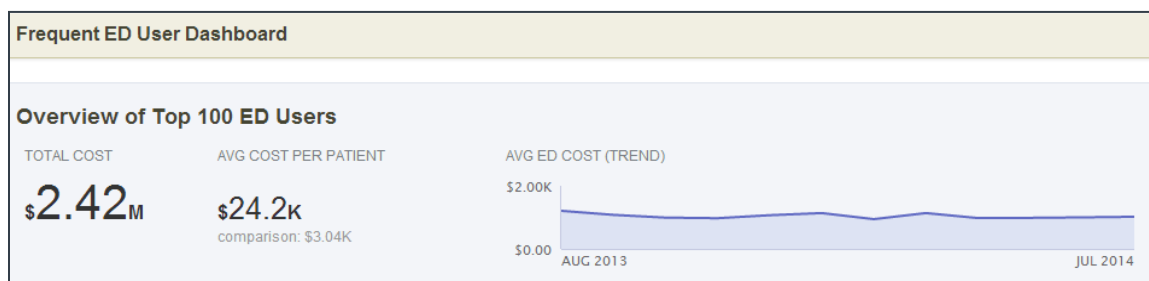 Frequent ED User Dashboard
Overview of Top 100 ED Users
TOTAL COST
$2.42M
AVG COST PER PATIENT
$24.2K
comparison: $3.04K
AVG ED COST (TREND)
$2.00K
$0.00
AUG 2013
JUL 2014